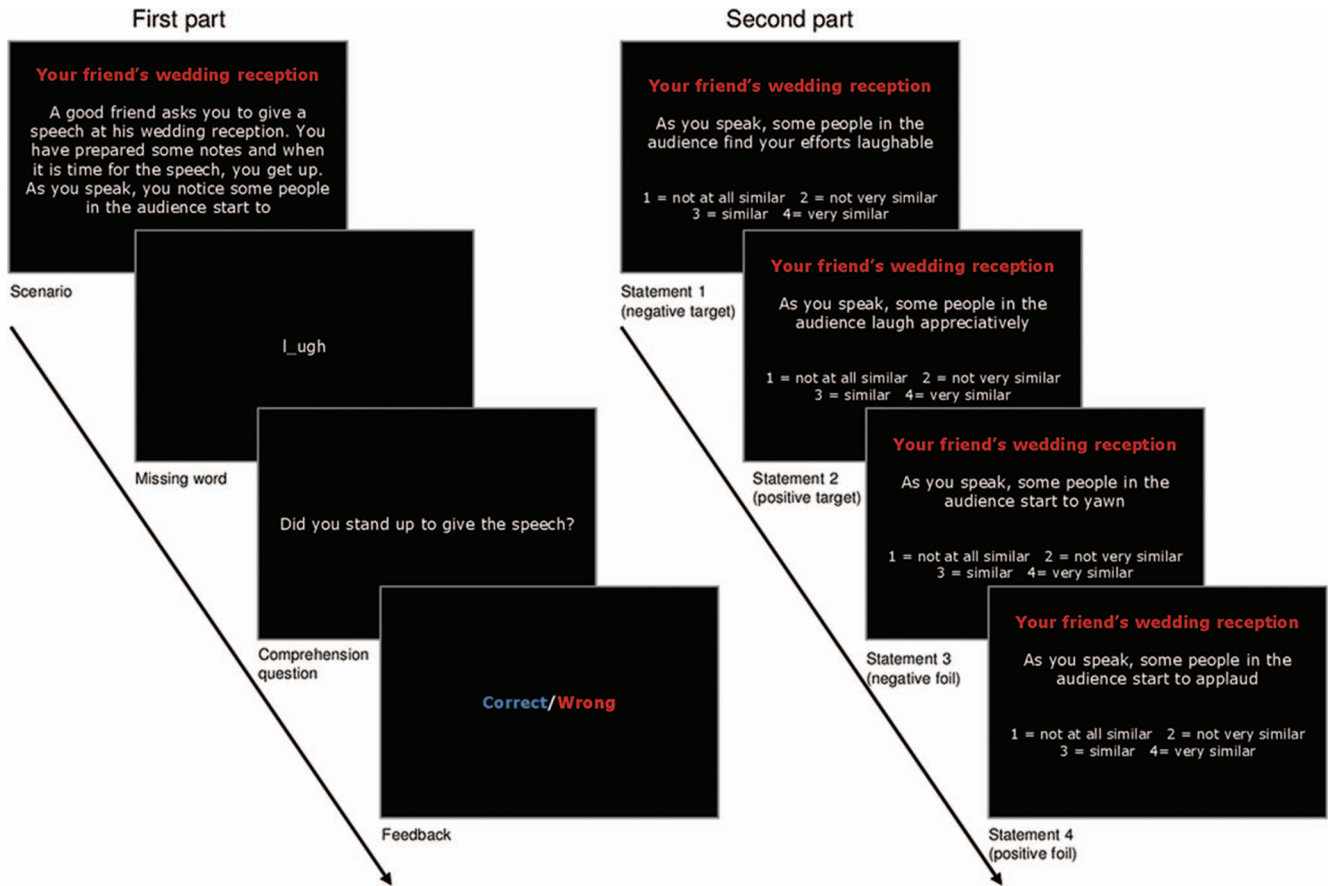 First part
Your friend's wedding reception
A good friend asks you to give a
speech at his wedding reception. You
have prepared some notes and when
it is time for the speech, you get up.
As you speak, you notice some people
in the audience start to
Scenario
l_ugh
Missing word
Did you stand up to give the speech?
Comprehension
question
Correct/Wrong
Feedback
Second part
Your friend's wedding reception
As you speak, some people in the
audience find your efforts laughable
1 = not at all similar 2 = not very similar
3 = similar 4= very similar
Statement 1
(negative target)
Your friend's wedding reception
As you speak, some people in the
audience laugh appreciatively
1 = not at all similar 2 = not very similar
3 = similar 4= very similar
Statement 2
(positive target)
Your friend's wedding reception
As you speak, some people in the
audience start to yawn
1 = not at all similar 2 = not very similar
3 = similar 4= very similar
Statement 3
(negative foil)
Your friend's wedding reception
As you speak, some people in the
audience start to applaud
1 = not at all similar 2 = not very similar
3 = similar 4= very similar
Statement 4
(positive foil)